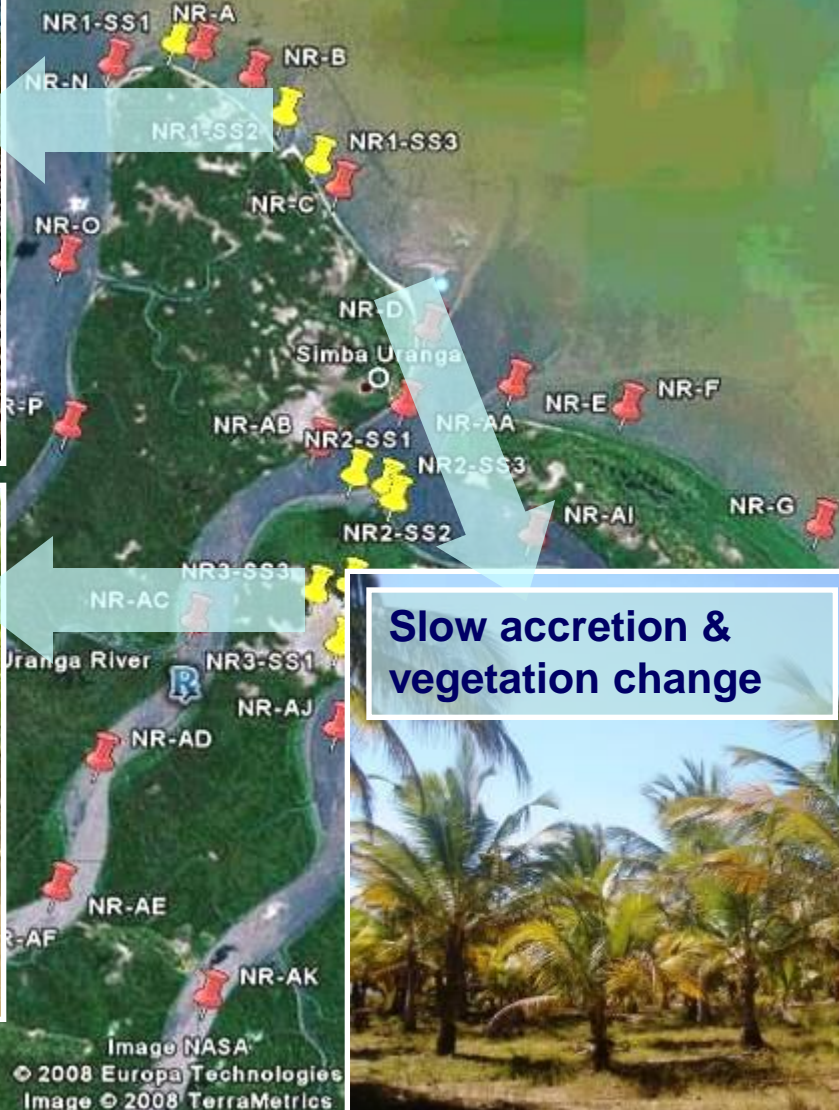 NR1-SS1
NR-A
NR-B
NR-N
NR1-SS2
NR1-SS3
NR-C
NR-O
NR-D
Simba Uranga
NR-E
NR-F
R-P
NR-AB
NR-AA
NR2-SS1
NR2-SS3
NR2-SS2
NR-AI
NR-G
NR3-SS3
NR-AC
Uranga River
NR3-SS1
NR-AJ
NR-AD
NR-AE
R-AF
NR-AK
Slow accretion &
vegetation change
Image NASA
© 2008 Europa Technologies
Image © 2008 TerraMetrics